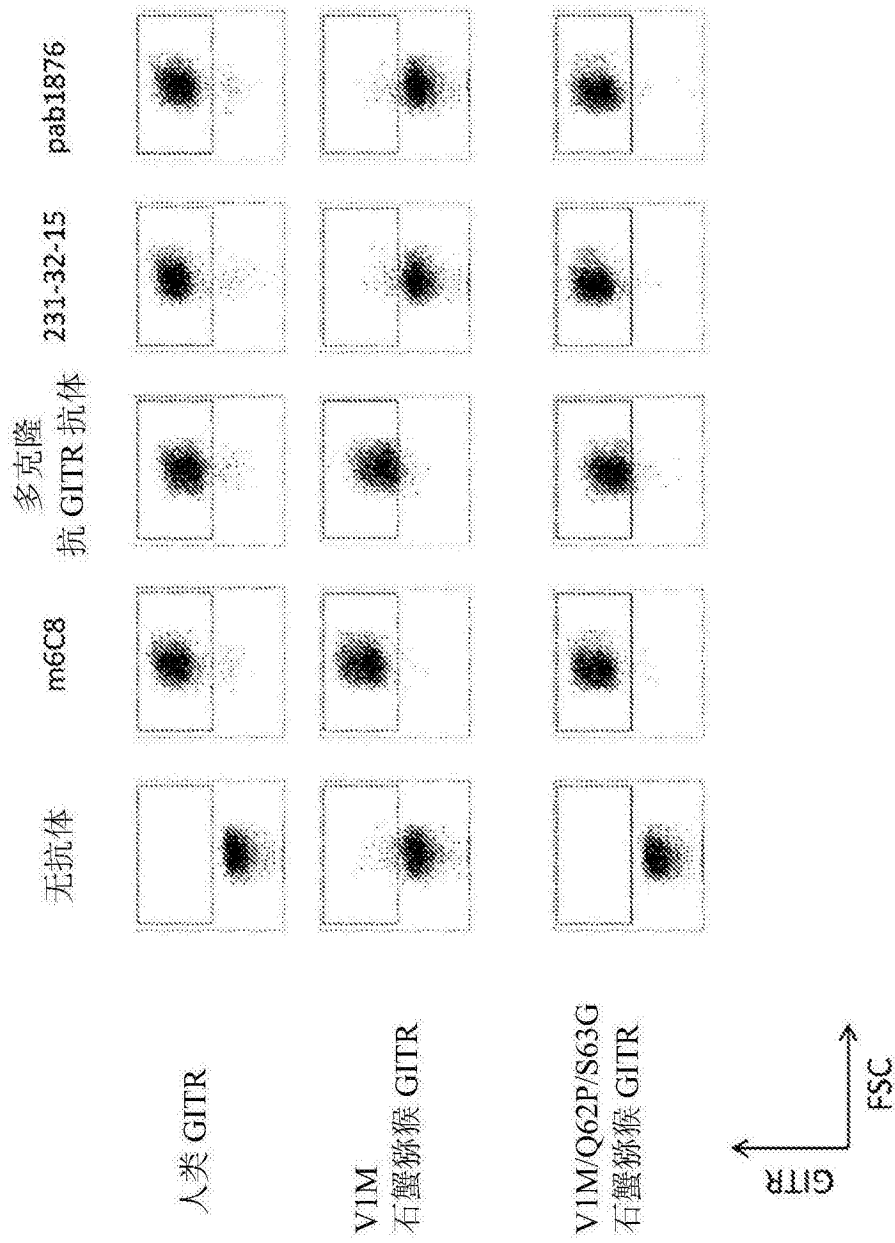 无抗体
m6C8
多克隆
抗 GITR 抗体
231-32-15
pab1876
人类 GITR
V1M
石蟹猕猴 GITR
V1M/Q62P/S63G
石蟹猕猴 GITR
GITR
FSC